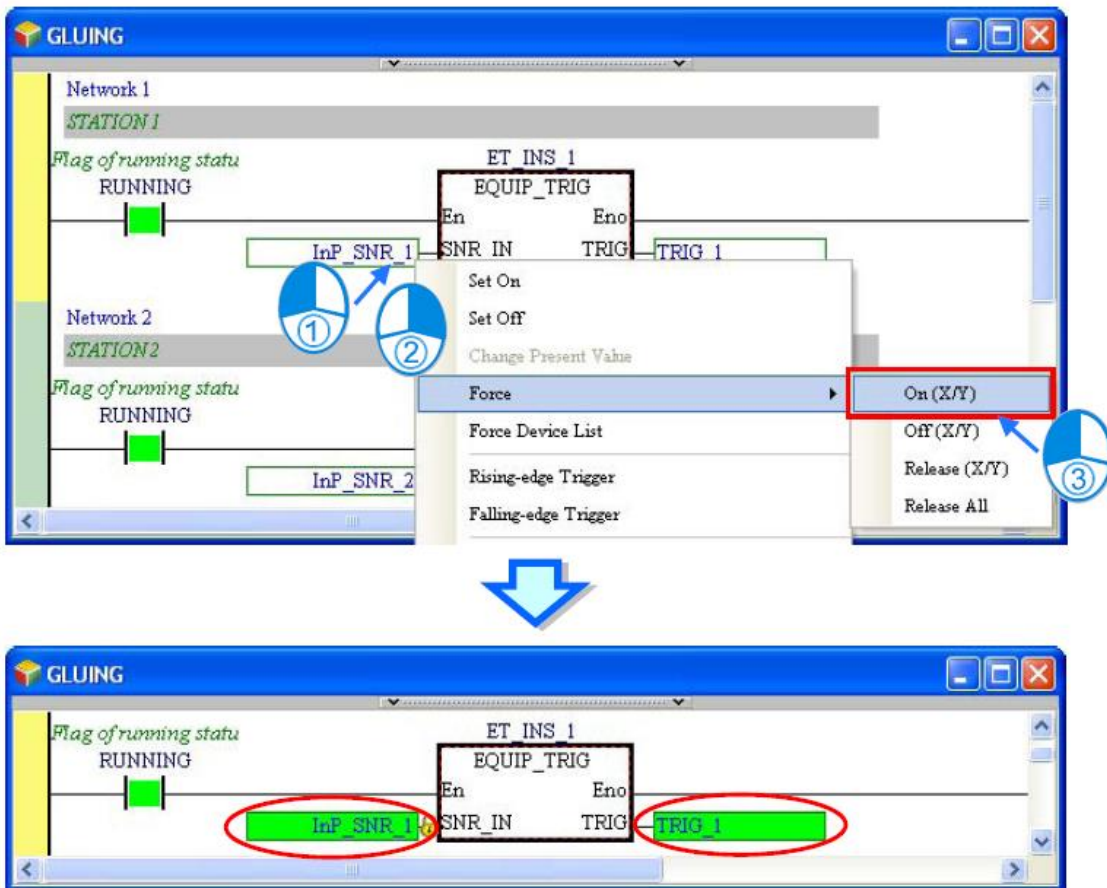 GLUING
Network 1
STATION 1
Flag of running statu
RUNNING
ET_INS_1
EQUIP_TRIG
En Eno
InP_SNR_1 SNR_IN TRIG TRIG_1
① ②
Set On
Set Off
Change Present Value
Force On (X/Y)
Force Device List Off (X/Y)
Rising-edge Trigger Release (X/Y)
Falling-edge Trigger Release All
③
Network 2
STATION2
Flag of running statu
RUNNING
InP_SNR_2
GLUING
Flag of running statu
RUNNING
ET_INS_1
EQUIP_TRIG
En Eno
InP_SNR_1 SNR_IN TRIG TRIG_1